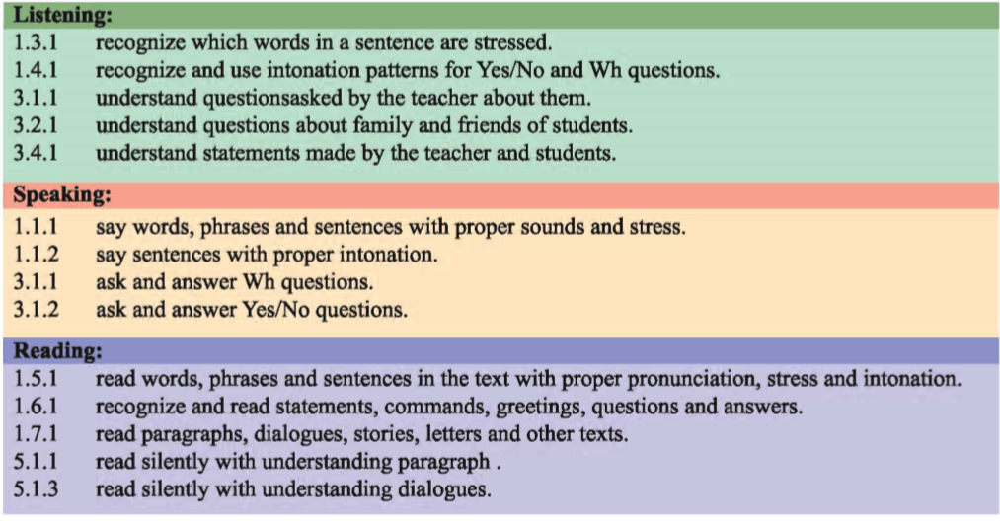 Listening:
1.3.1 recognize which words in a sentence are stressed.
1.4.1 recognize and use intonation patterns for Yes/No and Wh questions.
3.1.1 understand questionsasked by the teacher about them.
3.2.1 understand questions about family and friends of students.
3.4.1 understand statements made by the teacher and students.
Speaking:
1.1.1 say words, phrases and sentences with proper sounds and stress.
1.1.2 say sentences with proper intonation.
3.1.1 ask and answer Wh questions.
3.1.2 ask and answer Yes/No questions.
Reading:
1.5.1 read words, phrases and sentences in the text with proper pronunciation, stress and intonation.
1.6.1 recognize and read statements, commands, greetings, questions and answers.
1.7.1 read paragraphs, dialogues, stories, letters and other texts.
5.1.1 read silently with understanding paragraph .
5.1.3 read silently with understanding dialogues.